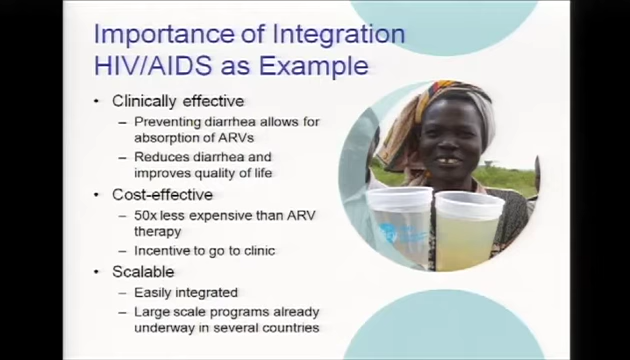 Importance of Integration
HIV/AIDS as Example
• Clinically effective
– Preventing diarrhea allows for
absorption of ARVs
– Reduces diarrhea and
improves quality of life
• Cost-effective
– 50x less expensive than ARV
therapy
– Incentive to go to clinic
• Scalable
– Easily integrated
– Large scale programs already
underway in several countries